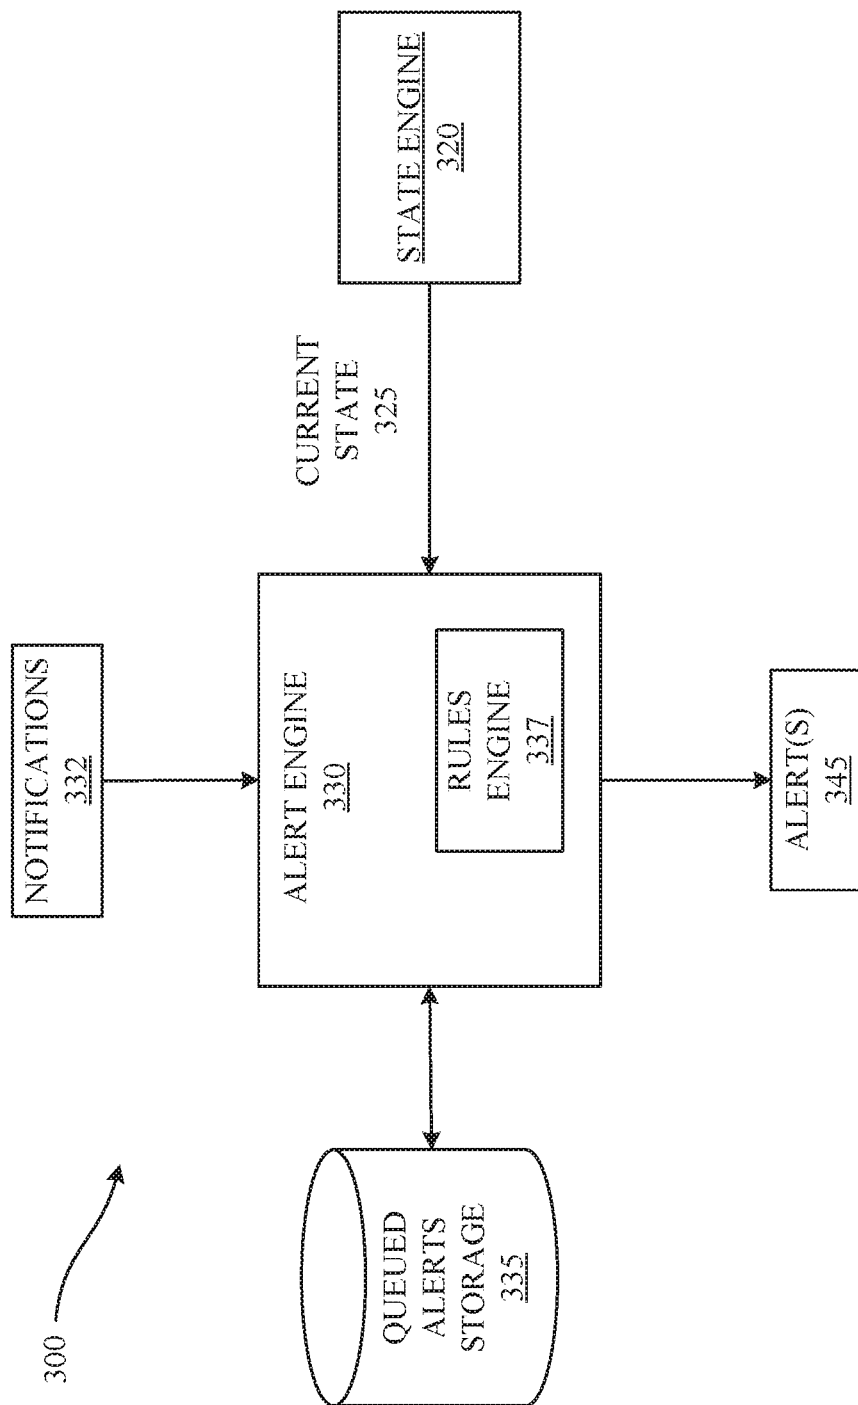 300
NOTIFICATIONS
332
QUEUED
ALERTS
STORAGE
335
ALERT ENGINE
330
RULES
ENGINE
337
CURRENT
STATE
325
STATE ENGINE
320
ALERT(S)
345